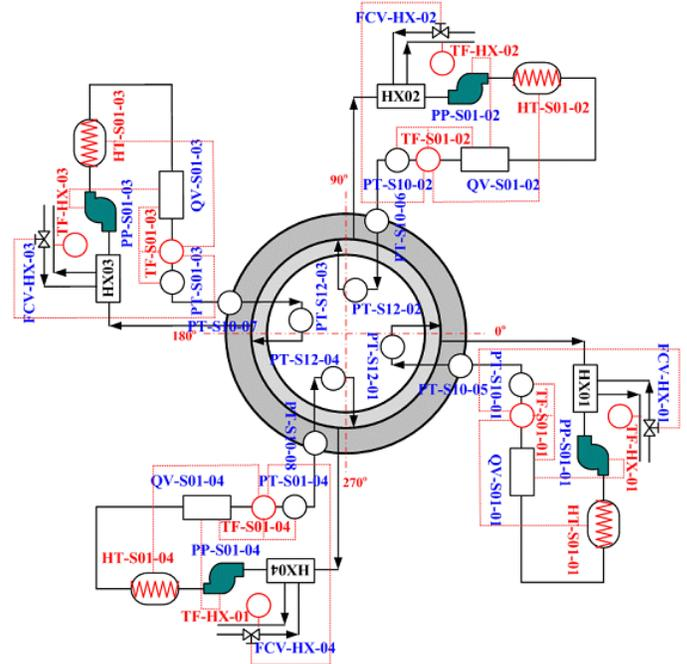 FCV-HX-02
TF-HX-02
HX02
PP-S01-02
HT-S01-02
TF-S01-02
PT-S10-02
QV-S01-02
90°
PT-S10-06
HT-S01-03
QV-S01-03
TF-HX-03
PP-S01-03
TF-S01-03
FCV-HX-03
HX03
PT-S01-03
PT-S10-07
180°
PT-S12-03
PT-S12-02
PT-S12-04
PT-S12-01
0°
PT-S10-05
PT-S10-01
TF-S01-01
HX01
FCV-HX-01
TF-HX-01
PP-S01-01
QV-S01-01
HT-S01-01
PT-S10-08
270°
QV-S01-04
PT-S01-04
TF-S01-04
PP-S01-04
HT-S01-04
HX04
TF-HX-01
FCV-HX-04